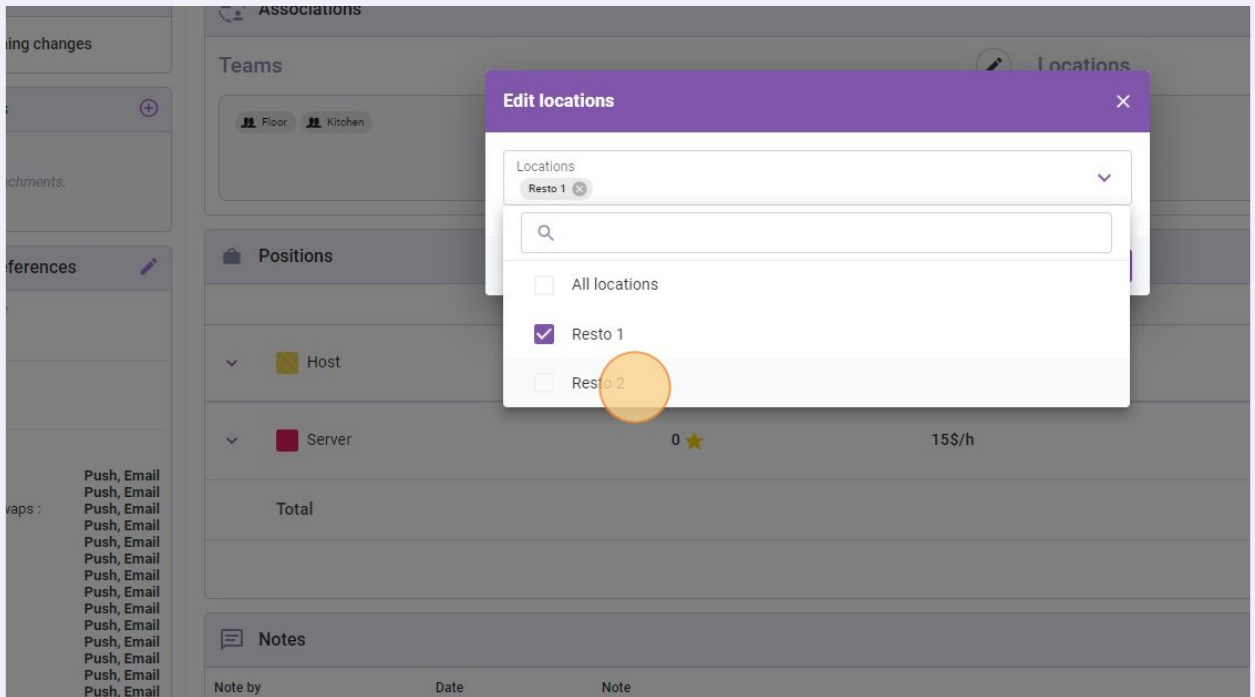 Associations
ing changes
Teams
Locations
Edit locations
Floor
Kitchen
Locations
Resto 1
chments.
All locations
ferences
Positions
Resto 1
Host
Resto 2
Server
0
15$/h
Push, Email
Push, Email
waps :
Push, Email
Total
Push, Email
Push, Email
Push, Email
Push, Email
Push, Email
Push, Email
Push, Email
Push, Email
Push, Email
Push, Email
Push, Email
Notes
Note by
Date
Note